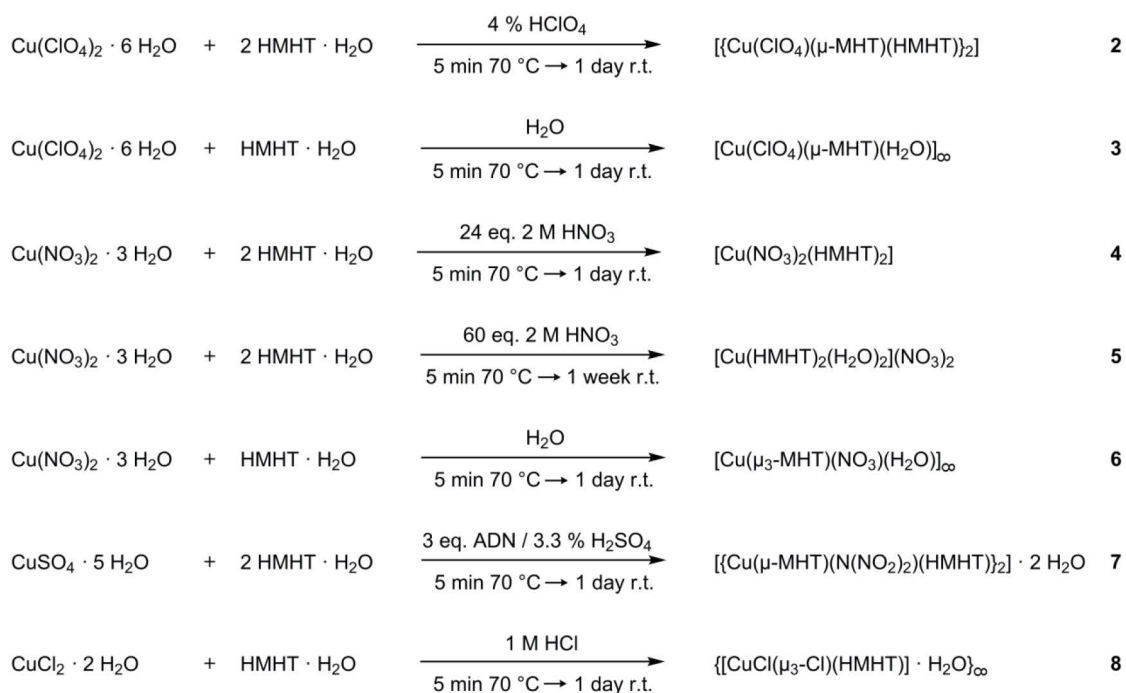 4 % HClO₄
Cu(ClO₄)₂ · 6 H₂O + 2 HMHT · H₂O [{Cu(ClO₄)(μ-MHT)(HMHT)}₂] 2
5 min 70 °C → 1 day r.t.
H₂O
Cu(ClO₄)₂ · 6 H₂O + HMHT · H₂O [Cu(ClO₄)(μ-MHT)(H₂O)]∞ 3
5 min 70 °C → 1 day r.t.
24 eq. 2 M HNO₃
Cu(NO₃)₂ · 3 H₂O + 2 HMHT · H₂O [Cu(NO₃)₂(HMHT)₂] 4
5 min 70 °C → 1 day r.t.
60 eq. 2 M HNO₃
Cu(NO₃)₂ · 3 H₂O + 2 HMHT · H₂O [Cu(HMHT)₂(H₂O)₂](NO₃)₂ 5
5 min 70 °C → 1 week r.t.
H₂O
Cu(NO₃)₂ · 3 H₂O + HMHT · H₂O [Cu(μ₃-MHT)(NO₃)(H₂O)]∞ 6
5 min 70 °C → 1 day r.t.
3 eq. ADN / 3.3 % H₂SO₄
CuSO₄ · 5 H₂O + 2 HMHT · H₂O [{Cu(μ-MHT)(N(NO₂)₂)(HMHT)}₂] · 2 H₂O 7
5 min 70 °C → 1 day r.t.
1 M HCl
CuCl₂ · 2 H₂O + HMHT · H₂O {[CuCl(μ₃-Cl)(HMHT)] · H₂O}∞ 8
5 min 70 °C → 1 day r.t.